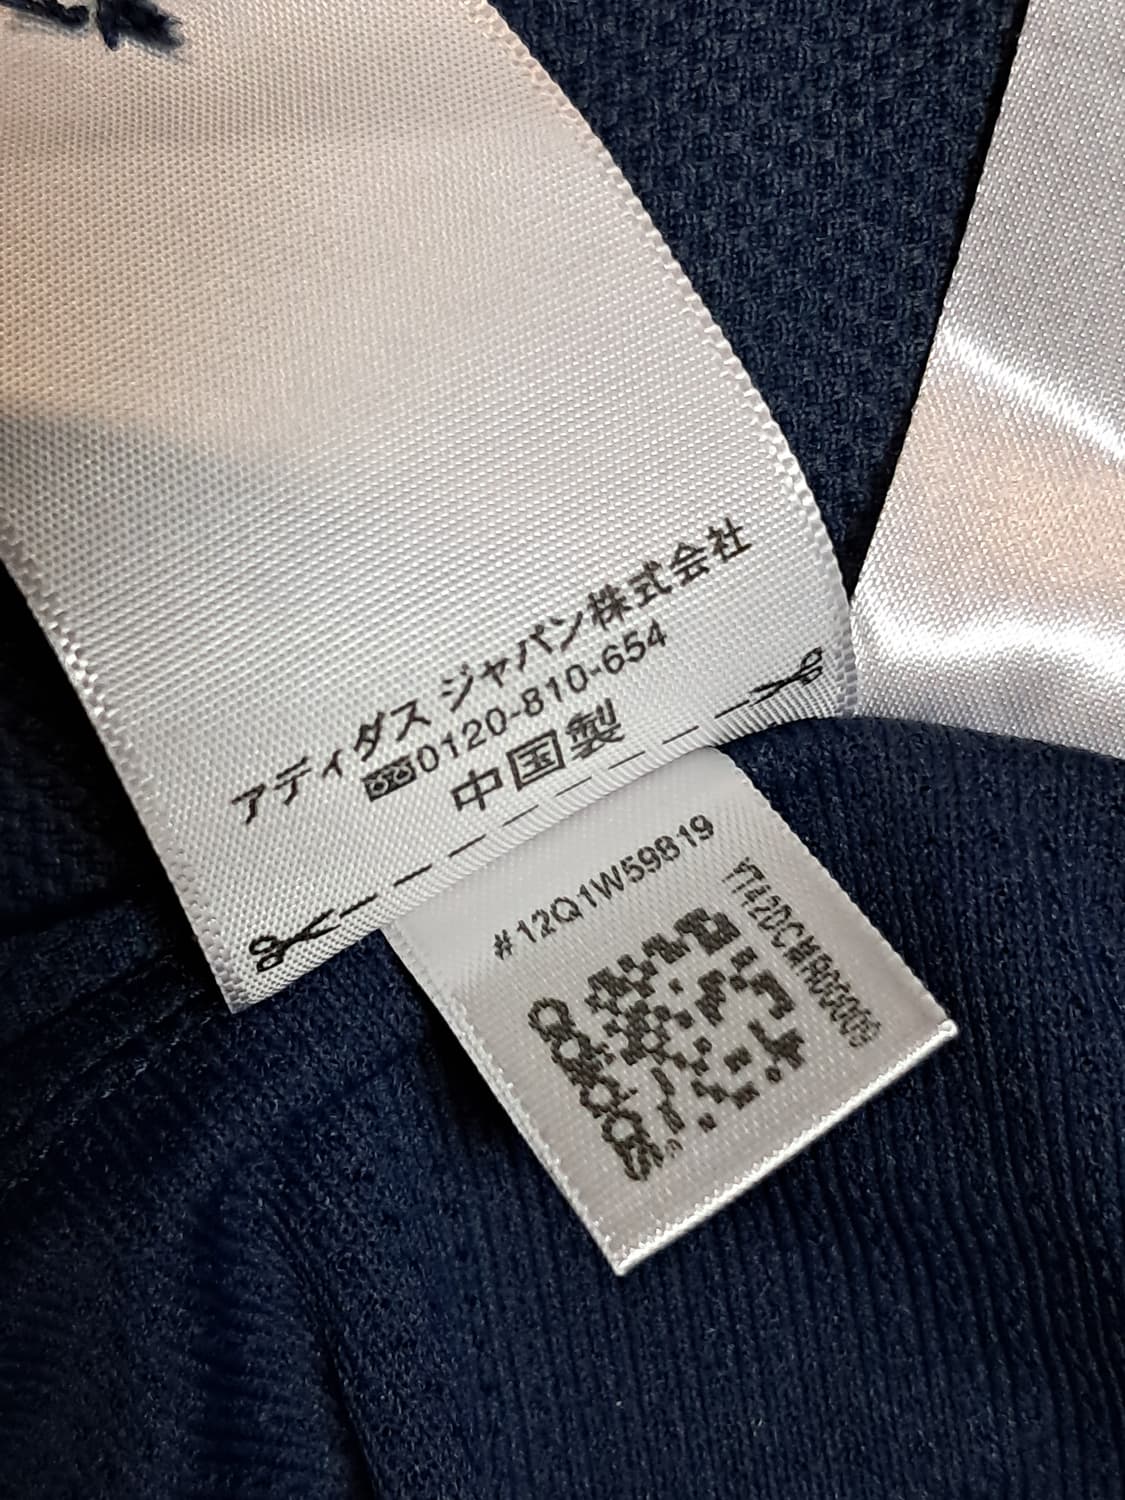 アディダス ジャパン株式会社
0120-810-654
中国製
#12Q1W59819
adidas